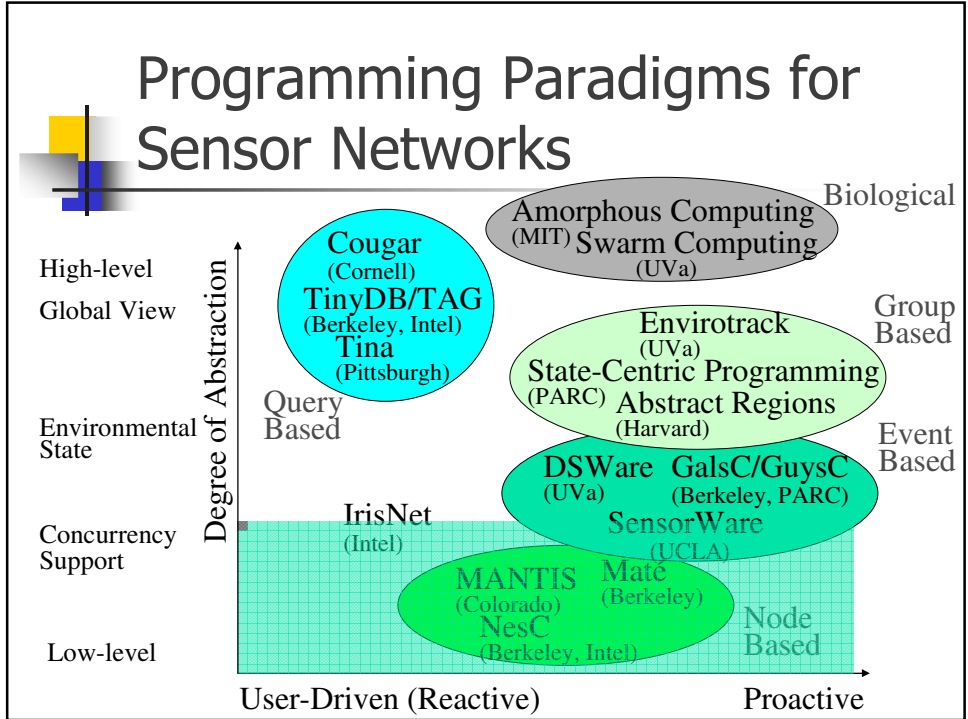 Programming Paradigms for
Sensor Networks
Biological
Amorphous Computing
(MIT) Swarm Computing
(UVa)
Cougar
(Cornell)
TinyDB/TAG
(Berkeley, Intel)
Tina
(Pittsburgh)
Query
Based
High-level
Global View
Environmental
State
Concurrency
Support
Low-level
Degree of Abstraction
Group
Based
Envirotrack
(UVa)
State-Centric Programming
(PARC) Abstract Regions
(Harvard)
Event
Based
DSWare GalsC/GuysC
(UVa) (Berkeley, PARC)
SensorWare
(UCLA)
IrisNet
(Intel)
MANTIS Maté
(Colorado) (Berkeley)
NesC
(Berkeley, Intel)
Node
Based
User-Driven (Reactive) Proactive